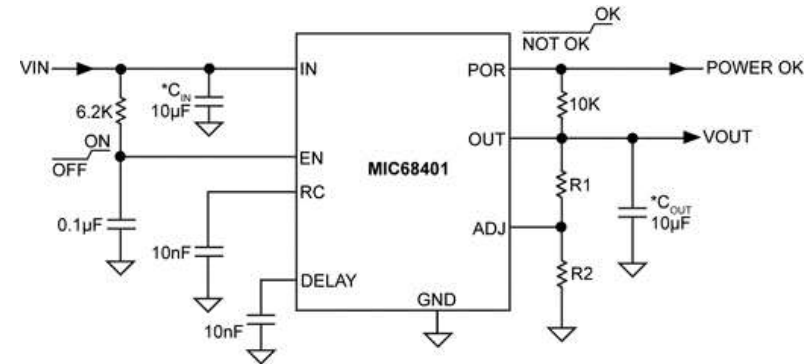 OK
NOT OK
VIN
IN
POR
POWER OK
*CIN
10µF
6.2K
10K
OUT
VOUT
ON
OFF
EN
MIC68401
RC
R1
*COUT
10µF
0.1µF
ADJ
10nF
DELAY
R2
GND
10nF